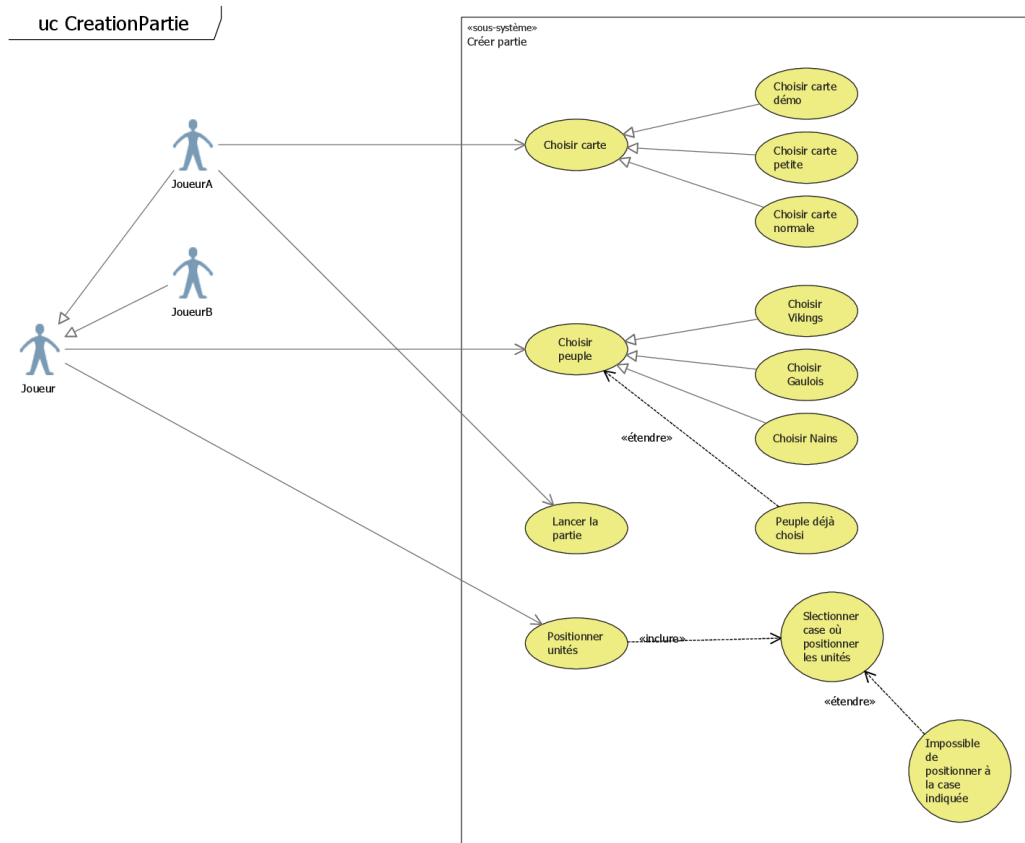 uc CreationPartie
«sous-système»
Créer partie
Choisir carte
démo
Choisir carte
JoueurA
Choisir carte
petite
Choisir carte
normale
JoueurB
Choisir
Vikings
Joueur
Choisir
peuple
Choisir
Gaulois
Choisir Nains
«étendre»
Lancer la
partie
Peuple déjà
choisi
Positionner
unités
«inclure»
Slectionner
case où
positionner
les unités
«étendre»
Impossible
de
positionner à
la case
indiquée